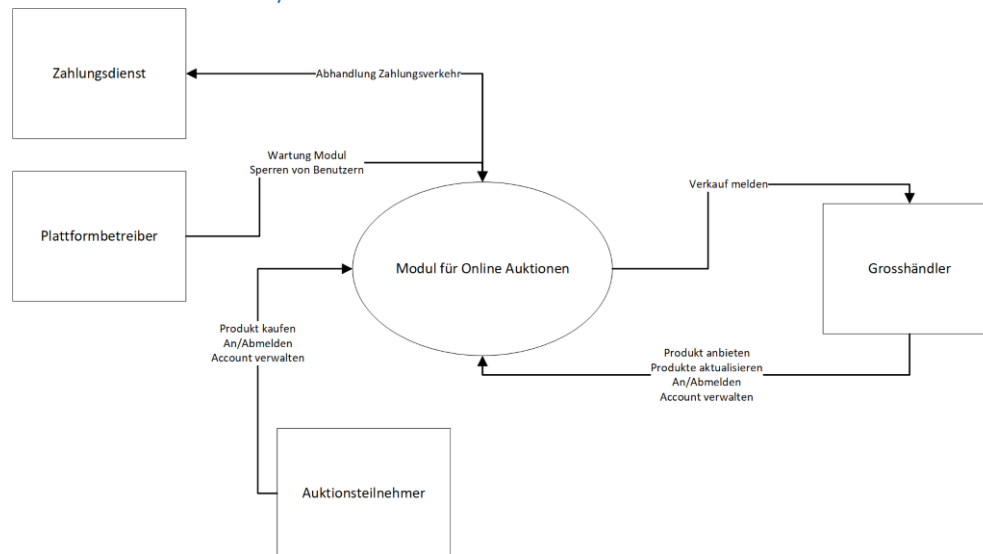 Zahlungsdienst
Abhandlung Zahlungsverkehr
Wartung Modul
Sperren von Benutzern
Verkauf melden
Plattformbetreiber
Modul für Online Auktionen
Grosshändler
Produkt kaufen
An/Abmelden
Account verwalten
Produkt anbieten
Produkte aktualisieren
An/Abmelden
Account verwalten
Auktionsteilnehmer